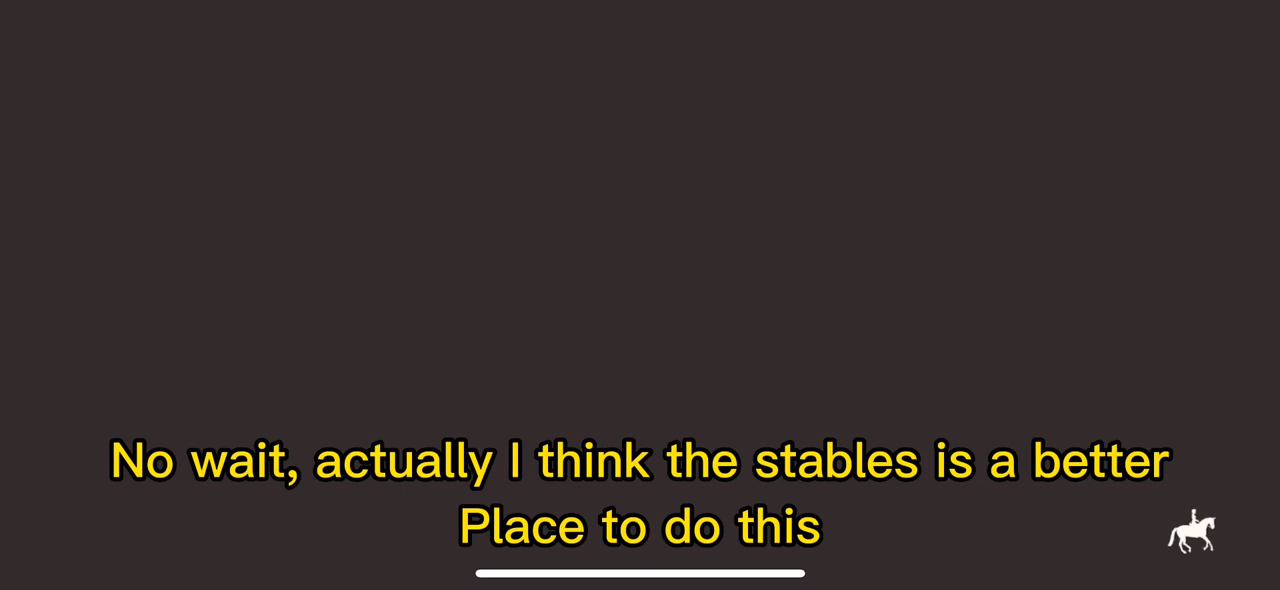 No wait, actually I think the stables is a better
Place to do this